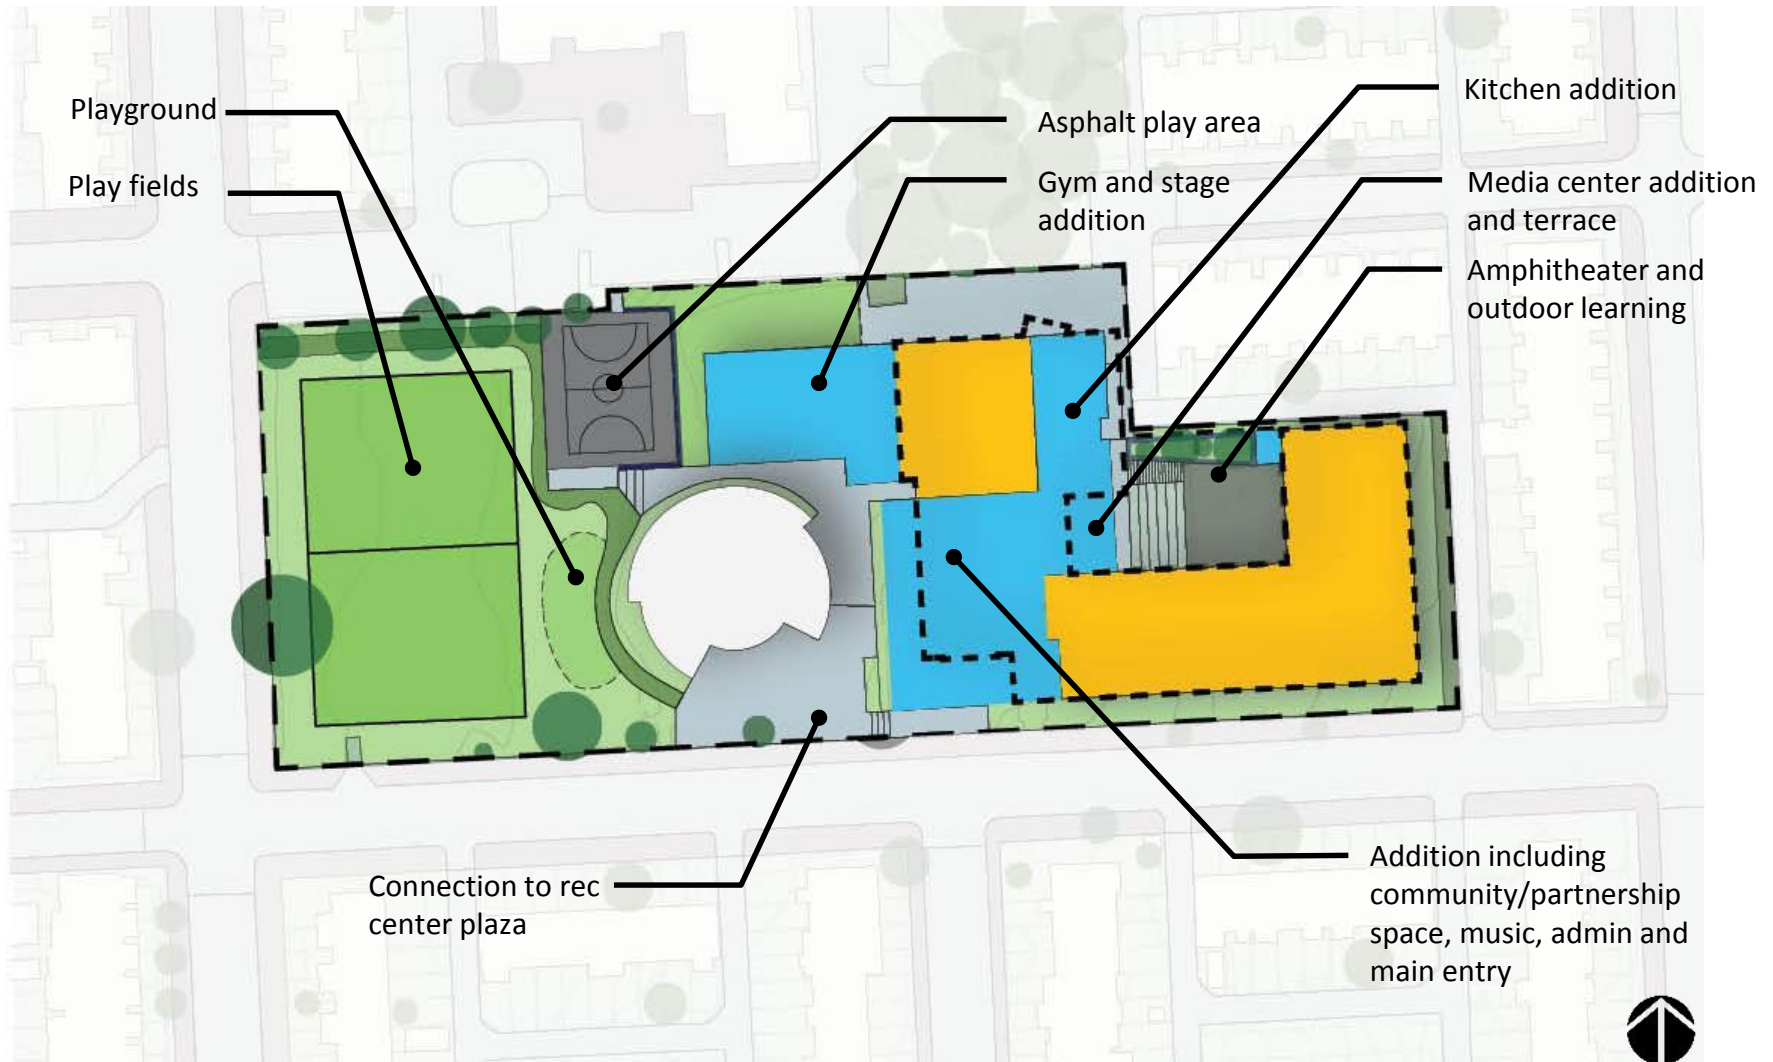 Playground
Play fields
Asphalt play area
Gym and stage
addition
Kitchen addition
Media center addition
and terrace
Amphitheater and
outdoor learning
Connection to rec
center plaza
Addition including
community/partnership
space, music, admin and
main entry